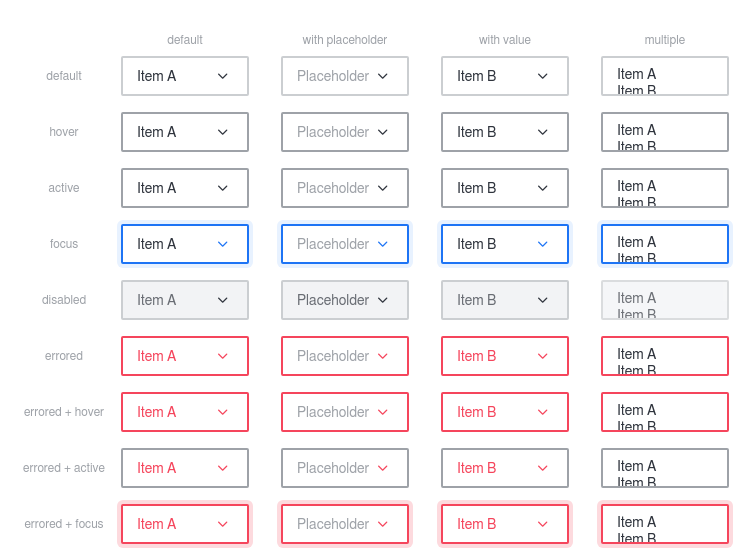 default with placeholder with value multiple
default Item A Placeholder Item B Item A
Item B
hover Item A Placeholder Item B Item A
Item B
active Item A Placeholder Item B Item A
Item B
focus Item A Placeholder Item B Item A
Item B
disabled Item A Placeholder Item B Item A
Item B
errored Item A Placeholder Item B Item A
Item B
errored + hover Item A Placeholder Item B Item A
Item B
errored + active Item A Placeholder Item B Item A
Item B
errored + focus Item A Placeholder Item B Item A
Item B